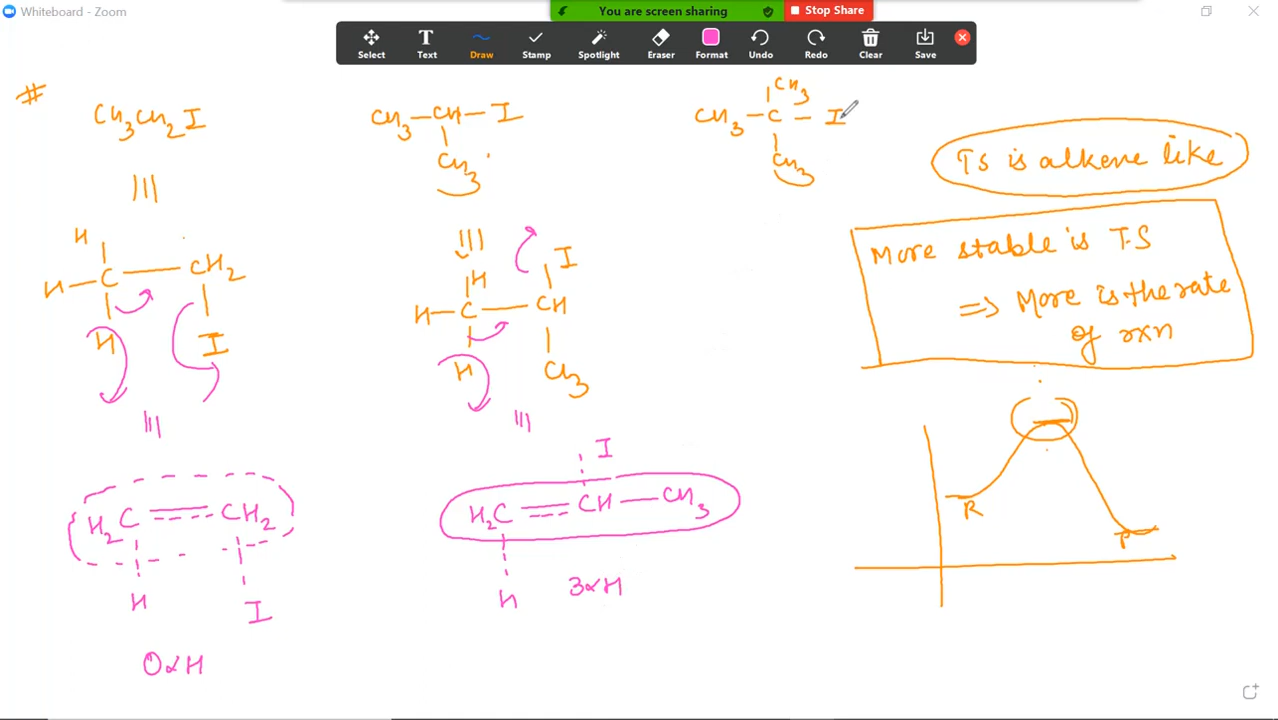 Whiteboard - Zoom
You are screen sharing
Stop Share
Select
Text
Draw
Stamp
Spotlight
Eraser
Format
Undo
Redo
Clear
Save
#
CH3CH2I
CH3—CH—I
CH3
CH3
CH3—C—I
CH3
TS is alkene like
More stable is T.S
⇒ More is the rate
of rxn
|||
H
H—C—CH2
H
I
|||
H
I
H—C—CH
H
CH3
|||
|||
H2C=CH2
H
I
0αH
I
H2C=CH—CH3
H
3αH
R
P